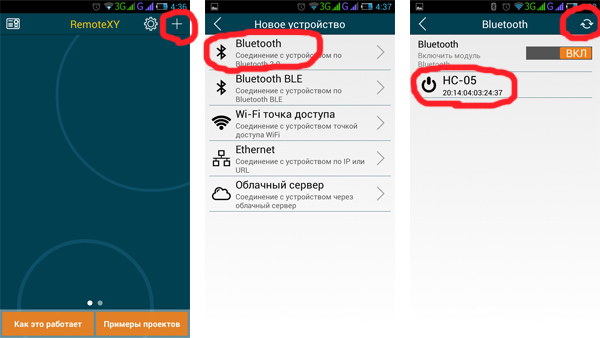 3G G 4:36
RemoteXY
Как это работает
Примеры проектов
3G G 4:37
Новое устройство
Bluetooth
Соединение с устройством по
Bluetooth 2.0
Bluetooth BLE
Соединение с устройством по
Bluetooth BLE
Wi-Fi точка доступа
Соединение с устройством точкой
доступа WiFi
Ethernet
Соединение с устройством по IP или
URL
Облачный сервер
Соединение с устройством через
облачный сервер
3G G
Bluetooth
Bluetooth
Включить модуль
Bluetooth
ВКЛ
HC-05
20:14:04:03:24:37